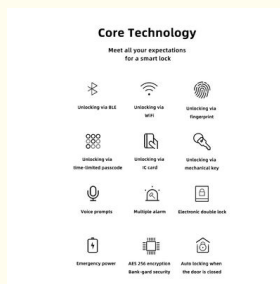 Core Technology
Meet all your expectations
for a smart lock
Unlocking via BLE
Unlocking via
WiFi
Unlocking via
fingerprint
Unlocking via
time-limited passcode
Unlocking via
IC card
Unlocking via
mechanical key
Voice prompts
Multiple alarm
Electronic double lock
Emergency power
AES 256 encryption
Bank-gard security
Auto locking when
the door is closed